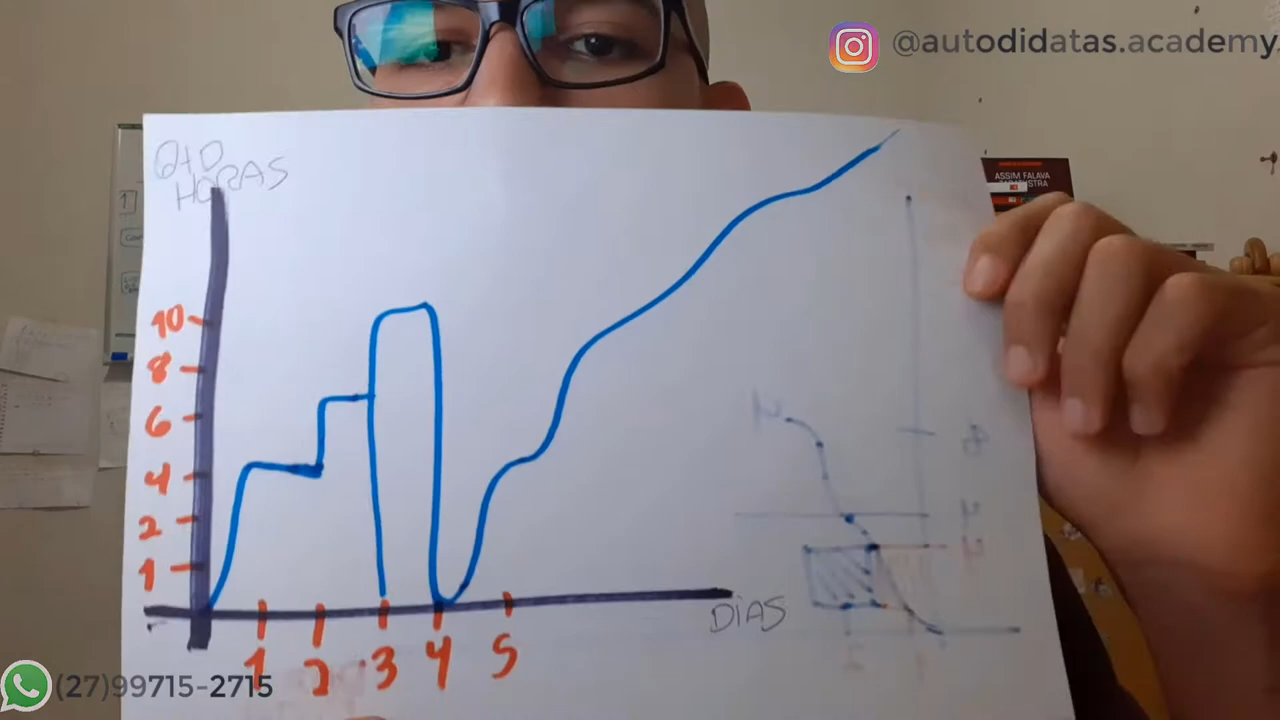 @autodidatas.academy
QtD
HORAS
ASSIM FALAVA
ZARATUSTRA
10
8
6
4
2
1
DiAS
1 2 3 4 5
(27)99715-2715